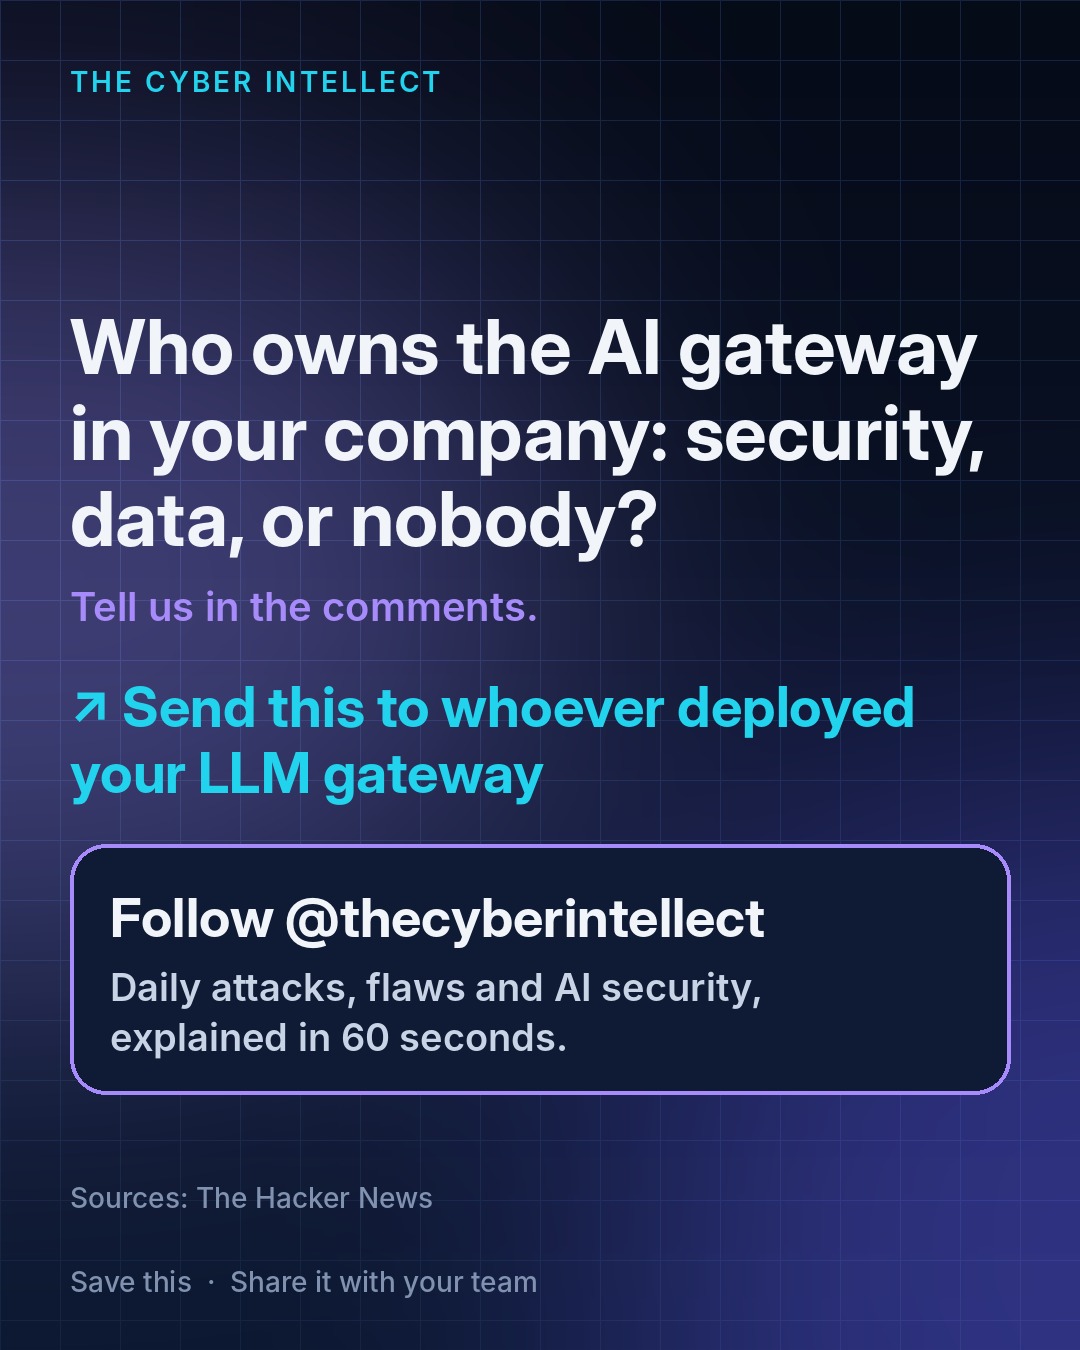 THE CYBER INTELLECT
Who owns the AI gateway
in your company: security,
data, or nobody?
Tell us in the comments.
↗ Send this to whoever deployed
your LLM gateway
Follow @thecyberintellect
Daily attacks, flaws and AI security,
explained in 60 seconds.
Sources: The Hacker News
Save this · Share it with your team